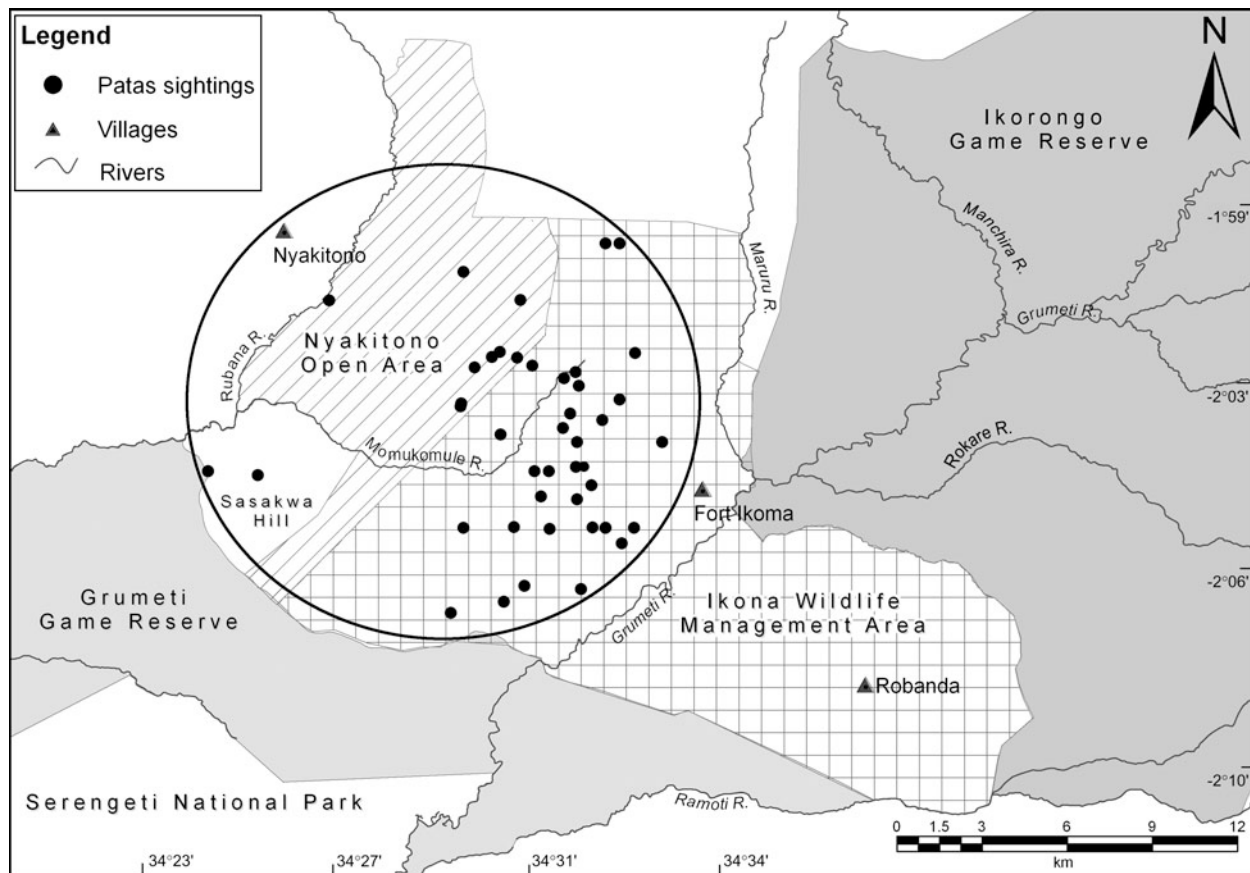 Legend
Patas sightings
Villages
Rivers
N
Ikorongo
Game Reserve
-1°59'
Nyakitono
Manchira R.
Maruru R.
Grumeti R.
Nyakitono
Open Area
Rubana R.
-2°03'
Momukomule R.
Rokare R.
Sasakwa
Hill
Fort Ikoma
-2°06'
Grumeti
Game Reserve
Grumeti R.
Ikona Wildlife
Management Area
Robanda
-2°10'
Serengeti National Park
Ramoti R.
0 1.5 3 6 9 12
km
34°23' 34°27' 34°31' 34°34'